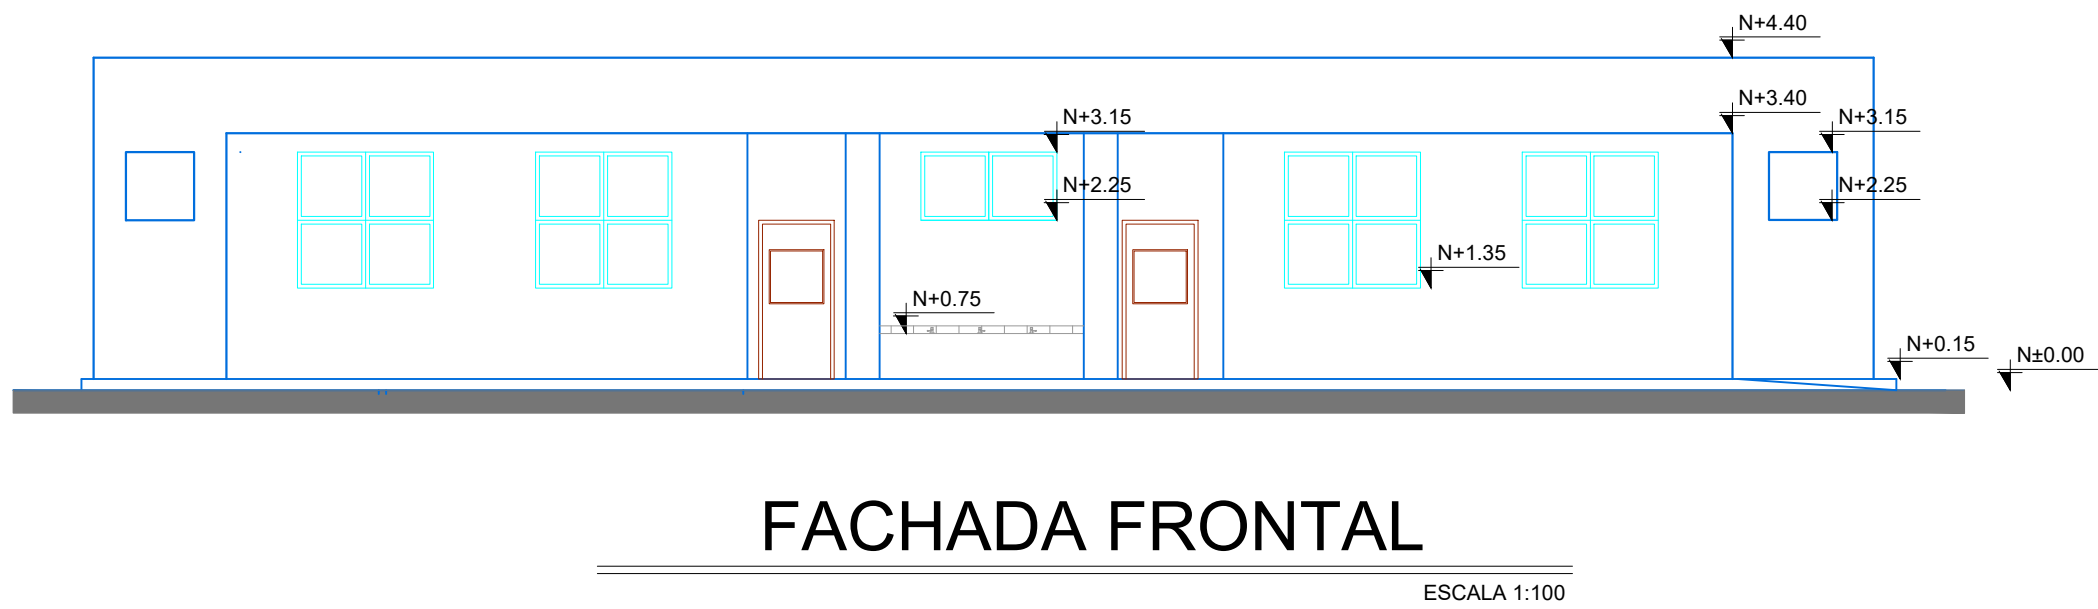 N+4.40
N+3.40
N+3.15
N+3.15
N+2.25
N+2.25
N+1.35
N+0.75
N+0.15
N±0.00
FACHADA FRONTAL
ESCALA 1:100